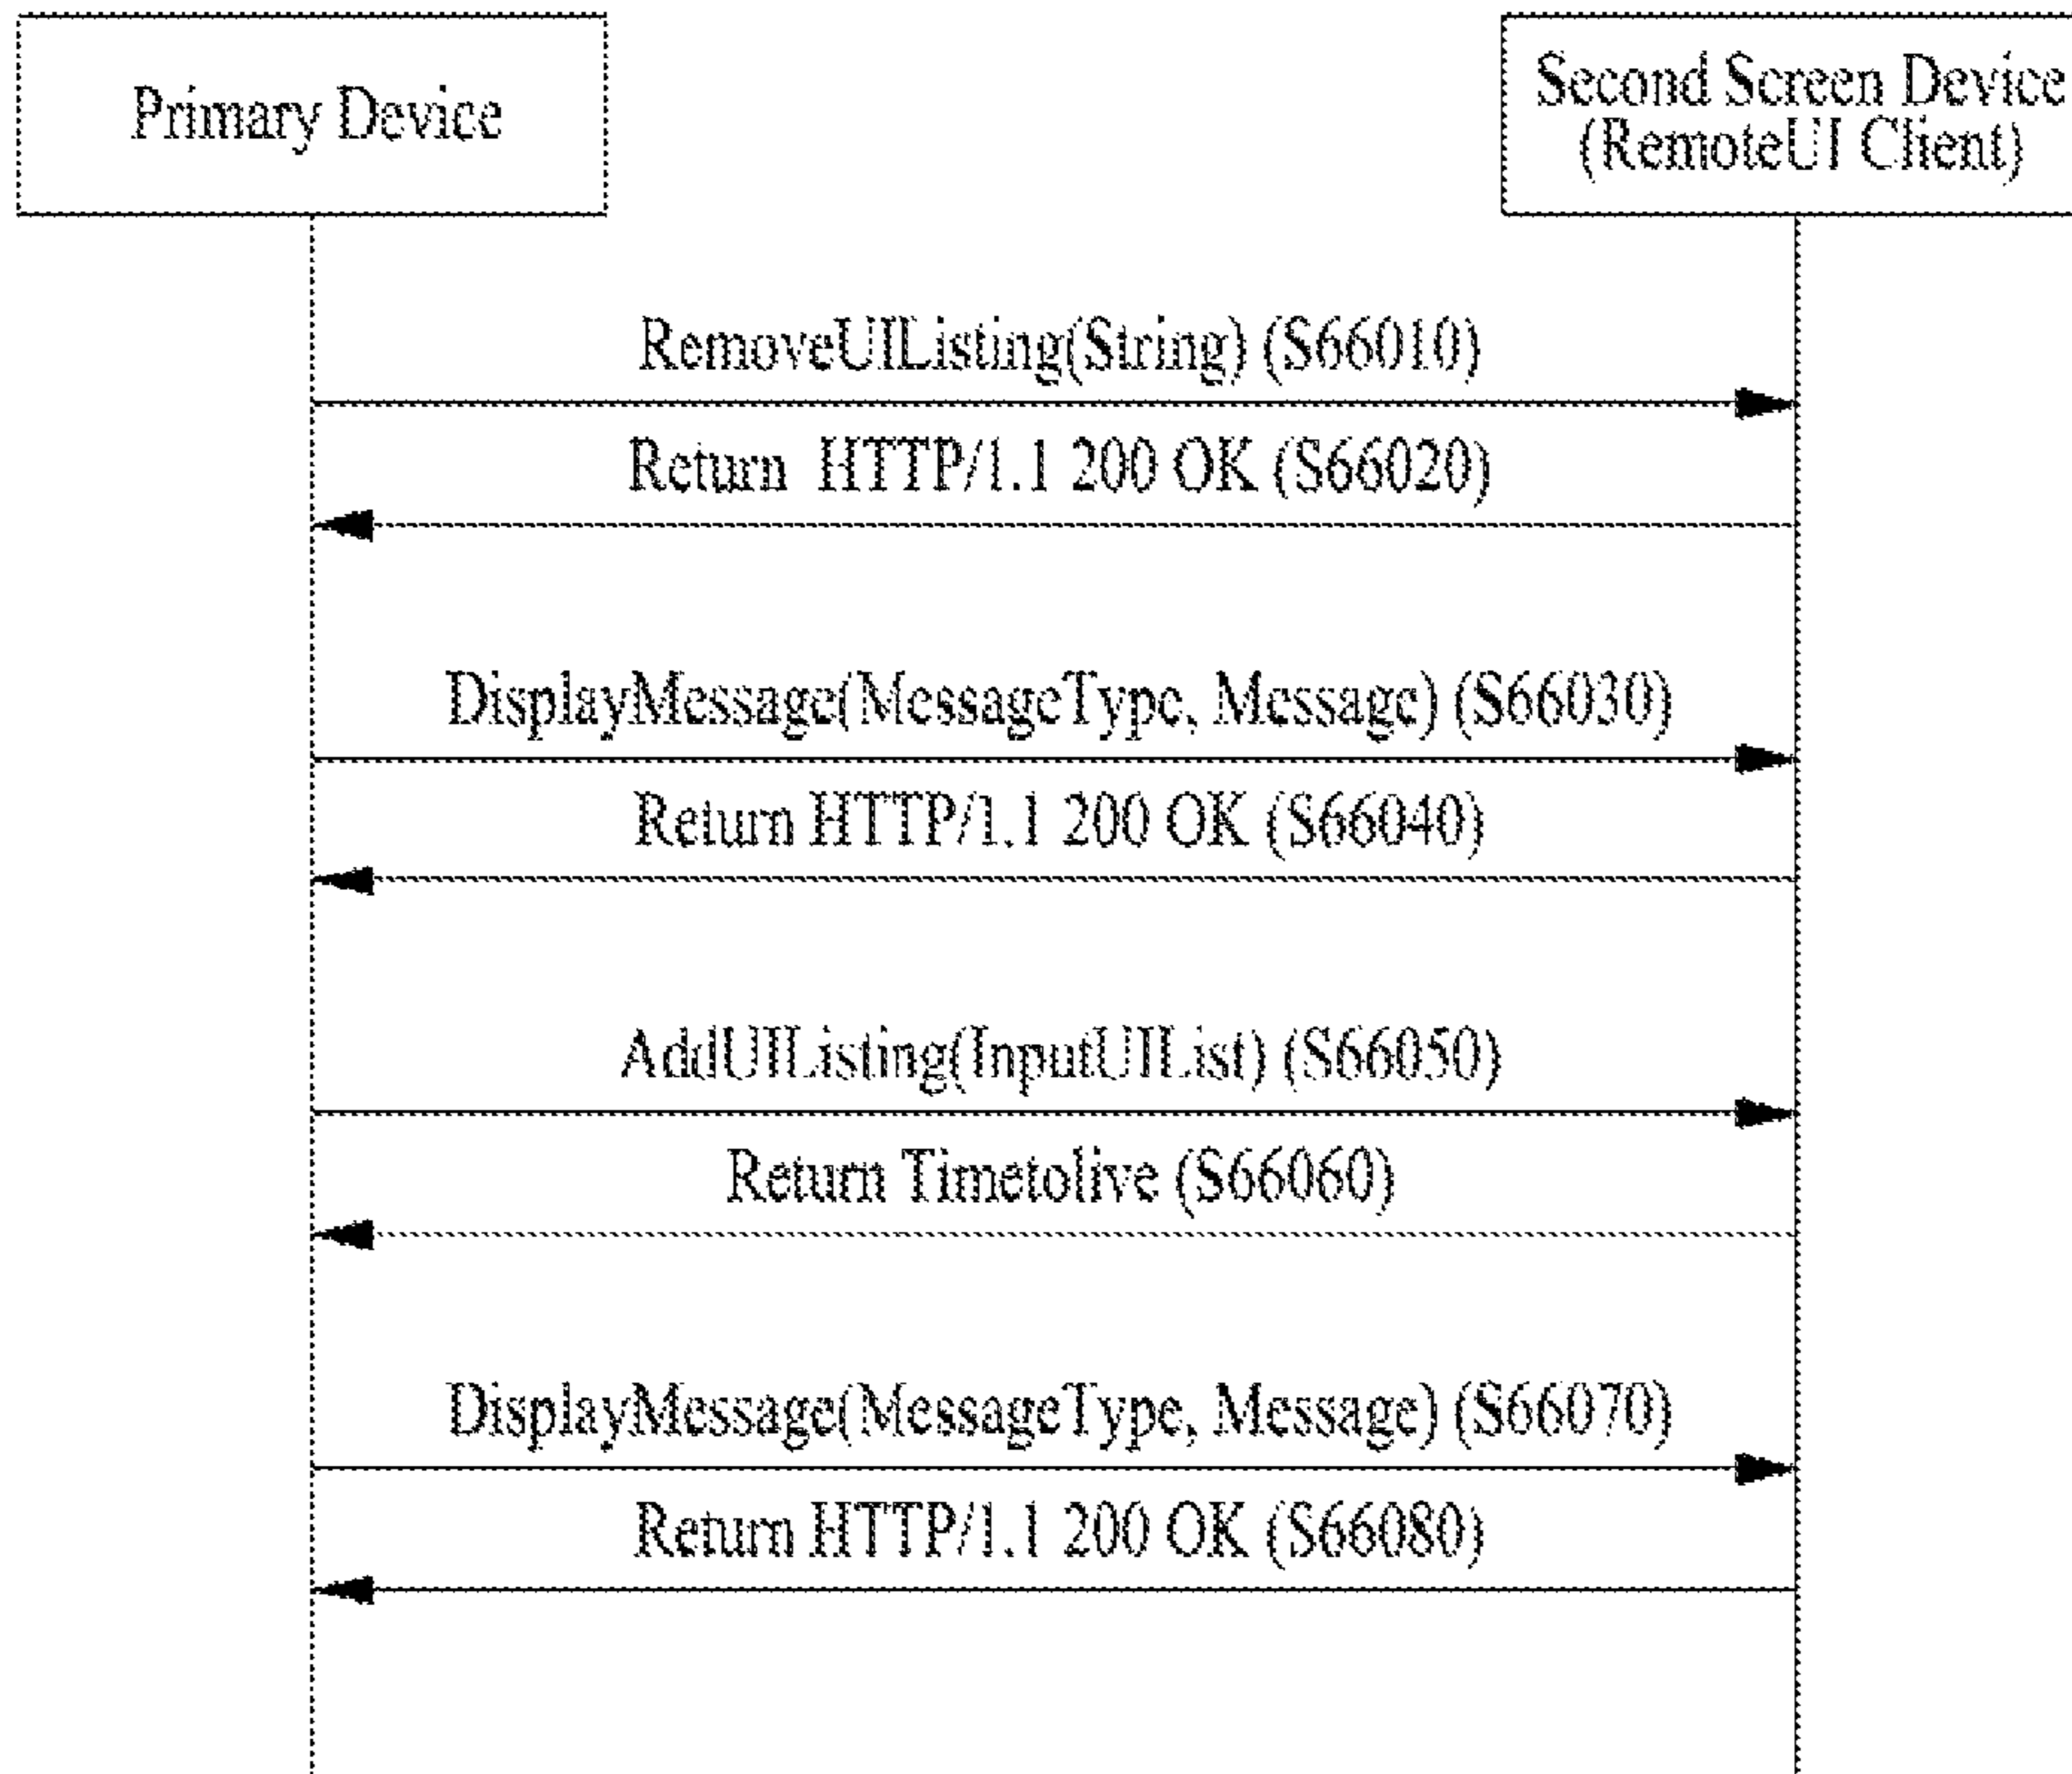 Primary Device
Second Screen Device
(RemoteUI Client)
RemoveUIListing(String) (S66010)
Return HTTP/1.1 200 OK (S66020)
DisplayMessage(MessageType, Message) (S66030)
Return HTTP/1.1 200 OK (S66040)
AddUIListing(InputUIList) (S66050)
Return Timetolive (S66060)
DisplayMessage(MessageType, Message) (S66070)
Return HTTP/1.1 200 OK (S66080)